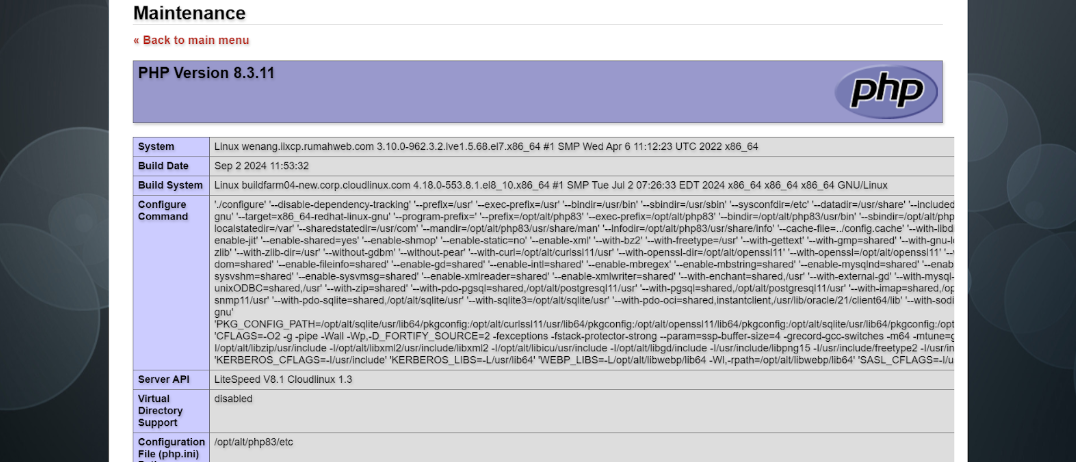 Maintenance
« Back to main menu
PHP Version 8.3.11
php
System Linux wenang.iixcp.rumahweb.com 3.10.0-962.3.2.lve1.5.68.el7.x86_64 #1 SMP Wed Apr 6 11:12:23 UTC 2022 x86_64
Build Date Sep 2 2024 11:53:32
Build System Linux buildfarm04-new.corp.cloudlinux.com 4.18.0-553.8.1.el8_10.x86_64 #1 SMP Tue Jul 2 07:26:33 EDT 2024 x86_64 x86_64 x86_64 GNU/Linux
Configure './configure' '--disable-dependency-tracking' '--prefix=/usr' '--exec-prefix=/usr' '--bindir=/usr/bin' '--sbindir=/usr/sbin' '--sysconfdir=/etc' '--datadir=/usr/share' '--included
Command gnu' '--target=x86_64-redhat-linux-gnu' '--program-prefix=' '--prefix=/opt/alt/php83' '--exec-prefix=/opt/alt/php83' '--bindir=/opt/alt/php83/usr/bin' '--sbindir=/opt/alt/php
localstatedir=/var' '--sharedstatedir=/usr/com' '--mandir=/opt/alt/php83/usr/share/man' '--infodir=/opt/alt/php83/usr/share/info' '--cache-file=../config.cache' '--with-libd
enable-jit' '--enable-shared=yes' '--enable-shmop' '--enable-static=no' '--enable-xml' '--with-bz2' '--with-freetype=/usr' '--with-gettext' '--with-gmp=shared' '--with-gnu-l
zlib' '--with-zlib-dir=/usr' '--without-gdbm' '--without-pear' '--with-curl=/opt/alt/curlssl11/usr' '--with-openssl-dir=/opt/alt/openssl11' '--with-openssl=/opt/alt/openssl11' '--
dom=shared' '--enable-fileinfo=shared' '--enable-gd=shared' '--enable-intl=shared' '--enable-mbregex' '--enable-mbstring=shared' '--enable-mysqlnd=shared' '--enab
sysvshm=shared' '--enable-sysvmsg=shared' '--enable-xmlreader=shared' '--enable-xmlwriter=shared' '--with-enchant=shared,/usr' '--with-external-gd' '--with-mysql-
unixODBC=shared,/usr' '--with-zip=shared' '--with-pdo-pgsql=shared,/opt/alt/postgresql11/usr' '--with-pgsql=shared,/opt/alt/postgresql11/usr' '--with-imap=shared,/op
snmp11/usr' '--with-pdo-sqlite=shared,/opt/alt/sqlite/usr' '--with-sqlite3=/opt/alt/sqlite/usr' '--with-pdo-oci=shared,instantclient,/usr/lib/oracle/21/client64/lib' '--with-sodi
gnu'
'PKG_CONFIG_PATH=/opt/alt/sqlite/usr/lib64/pkgconfig:/opt/alt/curlssl11/usr/lib64/pkgconfig:/opt/alt/openssl11/lib64/pkgconfig:/opt/alt/sqlite/usr/lib64/pkgconfig:/opt
'CFLAGS=-O2 -g -pipe -Wall -Wp,-D_FORTIFY_SOURCE=2 -fexceptions -fstack-protector-strong --param=ssp-buffer-size=4 -grecord-gcc-switches -m64 -mtune=g
I/opt/alt/libzip/usr/include -I/opt/alt/libxml2/usr/include/libxml2 -I/opt/alt/libicu/usr/include -I/opt/alt/libgd/include -I/usr/include/libpng15 -I/usr/include/freetype2 -I/usr/in
'KERBEROS_CFLAGS=-I/usr/include' 'KERBEROS_LIBS=-L/usr/lib64' 'WEBP_LIBS=-L/opt/alt/libwebp/lib64 -Wl,-rpath=/opt/alt/libwebp/lib64' 'SASL_CFLAGS=-I/u
Server API LiteSpeed V8.1 Cloudlinux 1.3
Virtual disabled
Directory
Support
Configuration /opt/alt/php83/etc
File (php.ini)